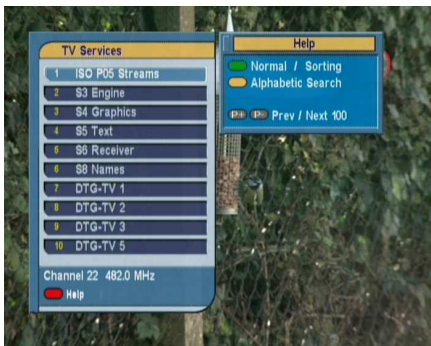 TV Services
1 ISO P05 Streams
2 S3 Engine
3 S4 Graphics
4 S5 Text
5 S6 Receiver
6 S8 Names
7 DTG-TV 1
8 DTG-TV 2
9 DTG-TV 3
10 DTG-TV 5
Channel 22 482.0 MHz
Help
Help
Normal / Sorting
Alphabetic Search
P+ P- Prev / Next 100